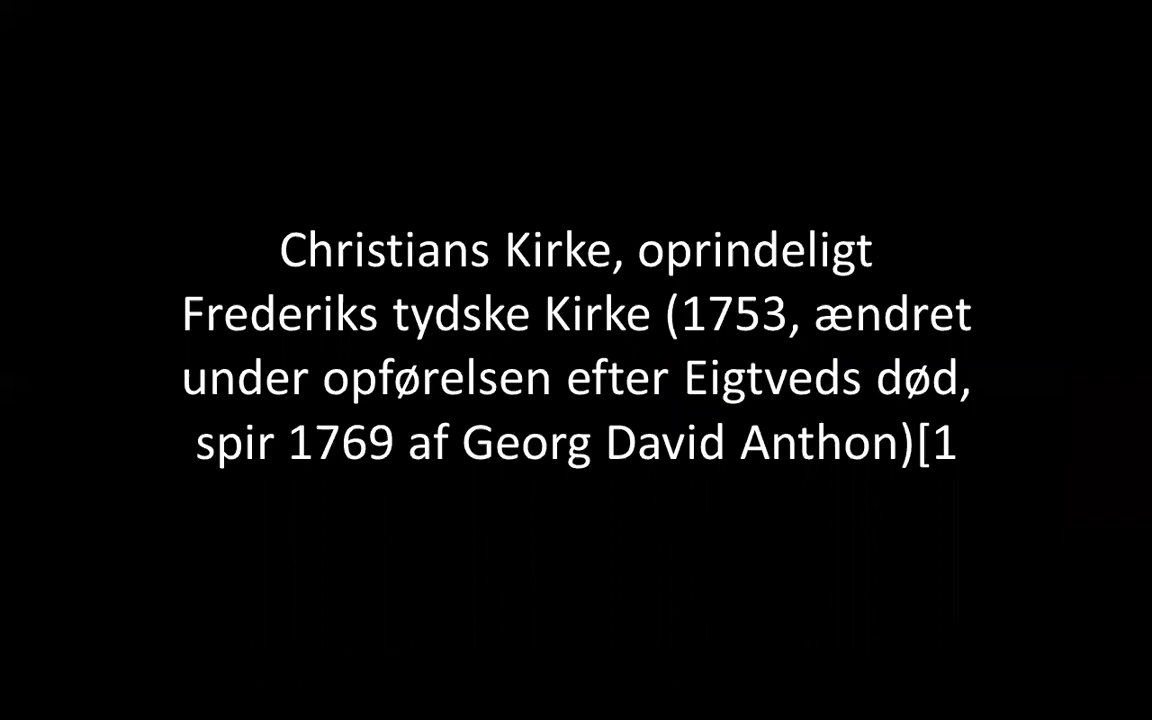 Christians Kirke, oprindeligt
Frederiks tydske Kirke (1753, ændret
under opførelsen efter Eigtveds død,
spir 1769 af Georg David Anthon)[1